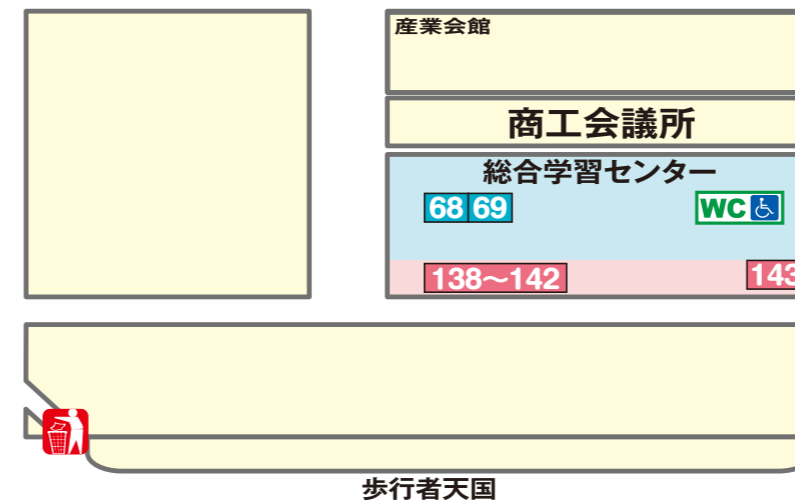 産業会館
商工会議所
総合学習センター
68 69 WC
138～142 143
歩行者天国